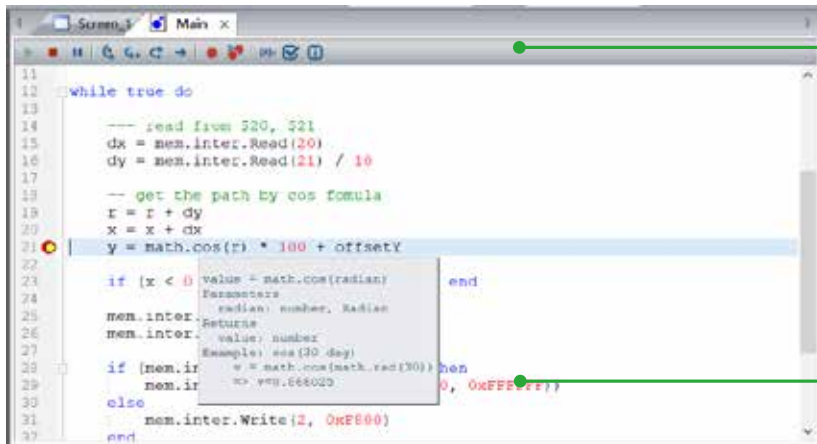 Screen_1 Main ×
11
12 while true do
13
14 --- read from $20, $21
15 dx = mem.inter.Read(20)
16 dy = mem.inter.Read(21) / 10
17
18 -- get the path by cos fomula
19 r = r + dy
20 x = x + dx
21 y = math.cos(r) * 100 + offsetY
22
23 if (x < 0 end
24
25 mem.inter.
26 mem.inter.
27
28 if (mem.in hen
29 mem.in 0, 0xFFFFFF))
30 else
31 mem.inter.Write(2, 0xF800)
32 end
value = math.cos(radian)
Parameters
radian: number, Radian
Returns
value: number
Example: cos(30 deg)
v = math.cos(math.rad(30))
=> v=0.866025